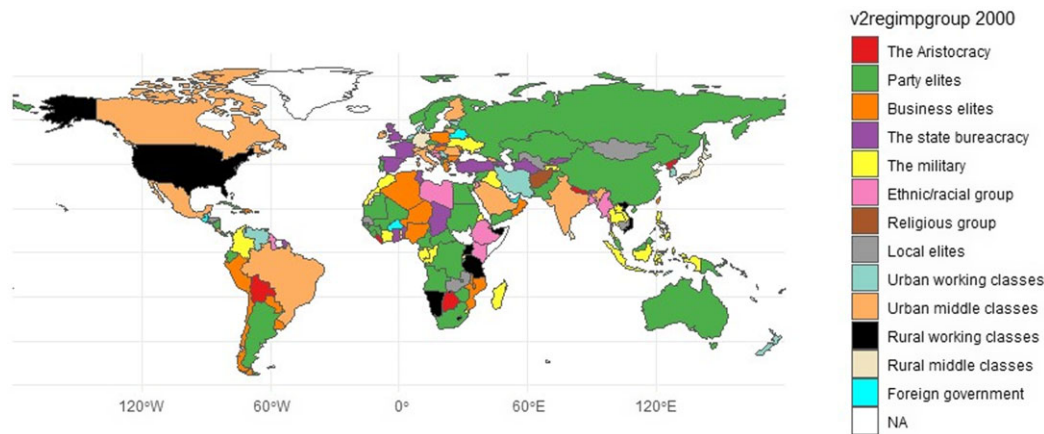 v2regimpgroup 2000
The Aristocracy
Party elites
Business elites
The state bureacracy
The military
Ethnic/racial group
Religious group
Local elites
Urban working classes
Urban middle classes
Rural working classes
Rural middle classes
Foreign government
NA
120°W 60°W 0° 60°E 120°E